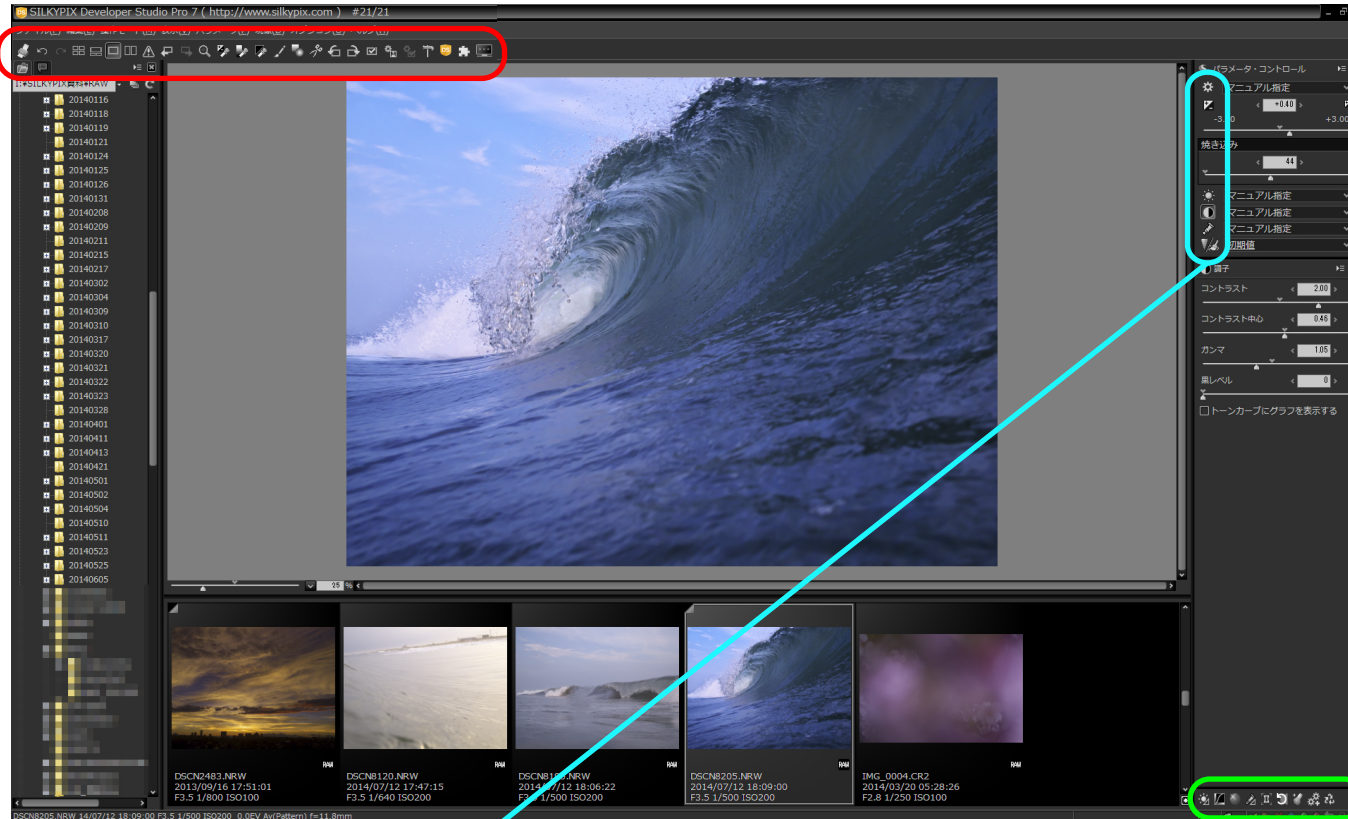 SILKYPIX Developer Studio Pro 7 ( http://www.silkypix.com ) #21/21
I:¥SILKYPIX資料¥RAW
20140116
20140118
20140119
20140121
20140124
20140125
20140126
20140131
20140208
20140209
20140211
20140215
20140217
20140302
20140304
20140309
20140310
20140317
20140320
20140321
20140322
20140323
20140328
20140401
20140411
20140413
20140421
20140501
20140502
20140504
20140510
20140511
20140523
20140525
20140605
25 %
DSCN2483.NRW
2013/09/16 17:51:01
F3.5 1/800 ISO100
RAW
DSCN8120.NRW
2014/07/12 17:47:15
F3.5 1/640 ISO200
RAW
2014/07/12 18:06:22
F3.5 1/500 ISO200
RAW
DSCN8205.NRW
2014/07/12 18:09:00
F3.5 1/500 ISO200
RAW
IMG_0004.CR2
2014/03/20 05:28:26
F2.8 1/250 ISO100
RAW
パラメータ・コントロール
マニュアル指定
+0.40
-3.00 +3.00
焼き込み
44
マニュアル指定
マニュアル指定
マニュアル指定
初期値
調子
コントラスト 2.00
コントラスト中心 0.46
ガンマ 1.05
黒レベル 0
トーンカーブにグラフを表示する
DSCN8205.NRW 14/07/12 18:09:00 F3.5 1/500 ISO200 0.0EV Av(Pattern) f=11.8mm